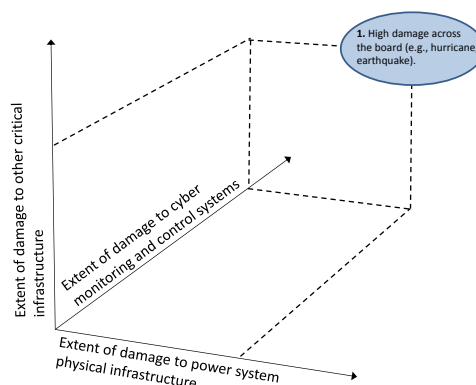 1. High damage across
the board (e.g., hurricane,
earthquake).
Extent of damage to other critical
infrastructure
Extent of damage to cyber
monitoring and control systems
Extent of damage to power system
physical infrastructure